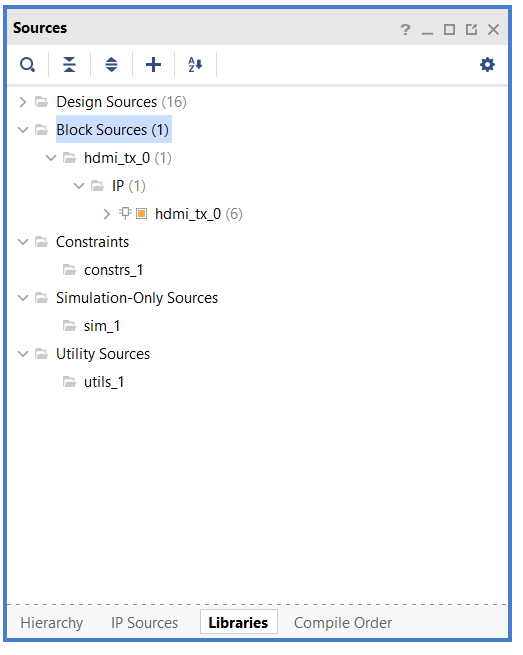 Sources
?
A Z
Design Sources (16)
Block Sources (1)
hdmi_tx_0 (1)
IP (1)
hdmi_tx_0 (6)
Constraints
constrs_1
Simulation-Only Sources
sim_1
Utility Sources
utils_1
Hierarchy IP Sources Libraries Compile Order